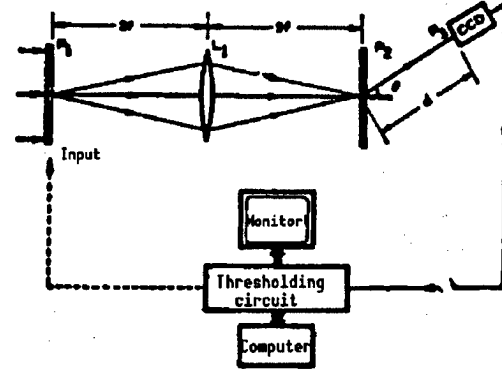 2F
2F
P1
L1
P2
P3
CCD
θ
d
Input
Monitor
Thresholding
circuit
Computer